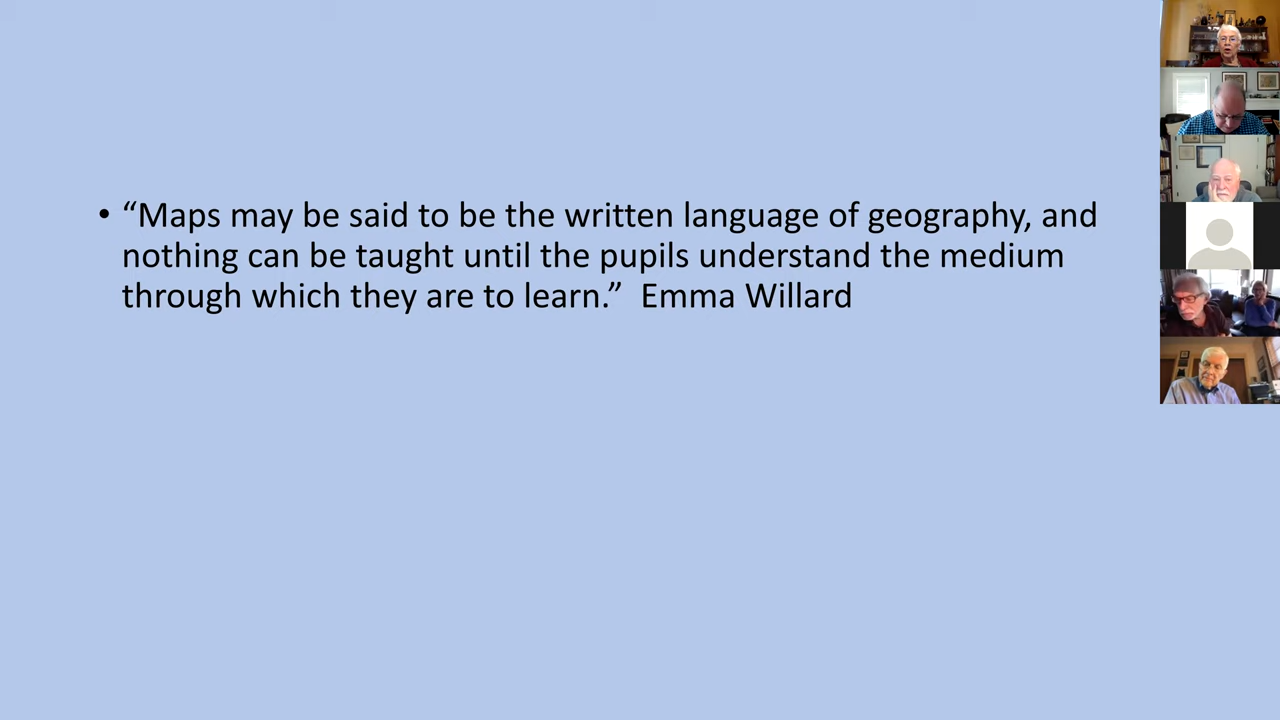 • “Maps may be said to be the written language of geography, and
nothing can be taught until the pupils understand the medium
through which they are to learn.” Emma Willard